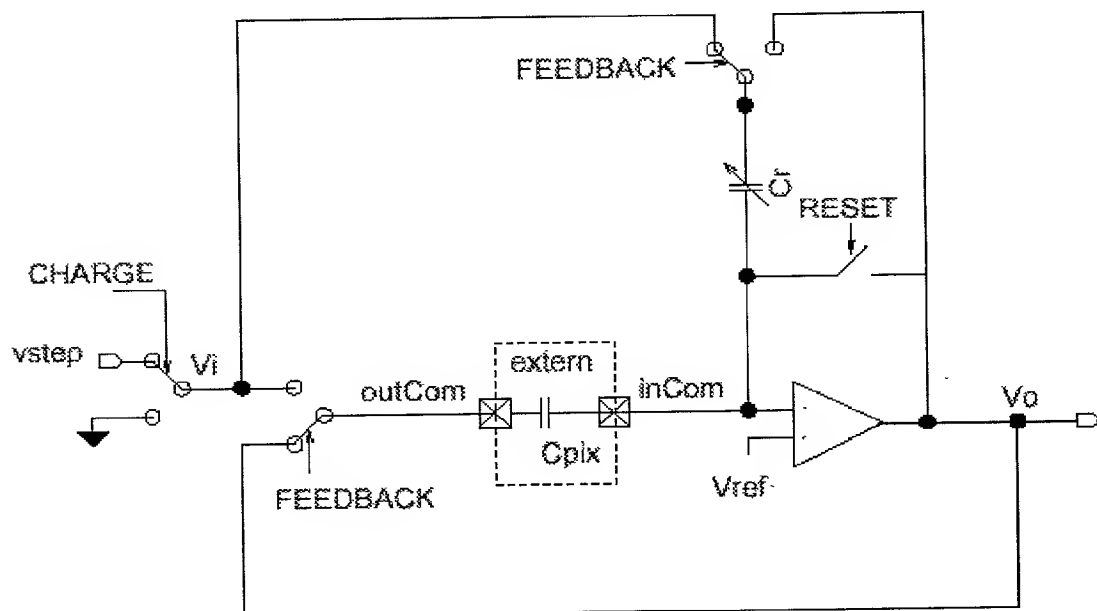 FEEDBACK
Cr
RESET
CHARGE
vstep
Vi
extern
outCom
inCom
Vo
Cpix
Vref
FEEDBACK